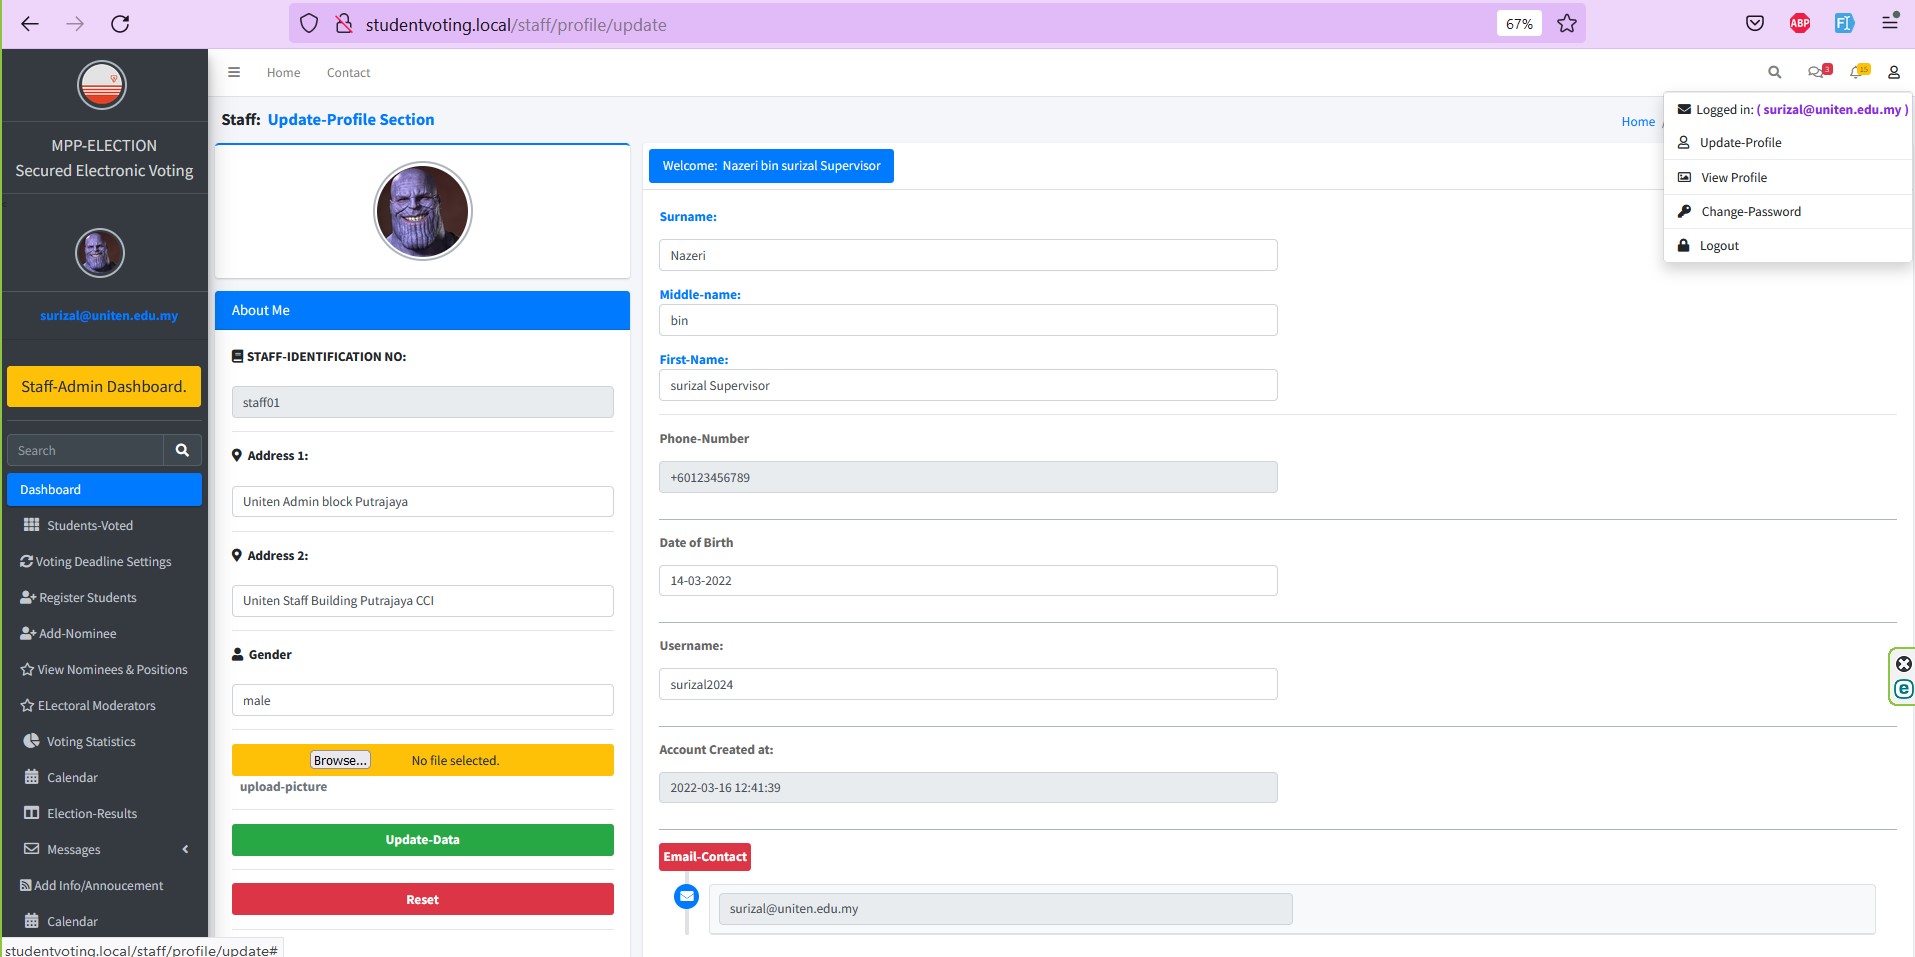 studentvoting.local/staff/profile/update
67%
ABP
MPP-ELECTION
Secured Electronic Voting
surizal@uniten.edu.my
Staff-Admin Dashboard.
Search
Dashboard
Students-Voted
Voting Deadline Settings
Register Students
Add-Nominee
View Nominees & Positions
ELectoral Moderators
Voting Statistics
Calendar
Election-Results
Messages
Add Info/Annoucement
Calendar
studentvoting.local/staff/profile/update#
Home Contact
3
15
Logged in: ( surizal@uniten.edu.my )
Update-Profile
View Profile
Change-Password
Logout
Staff: Update-Profile Section
Home /
About Me
STAFF-IDENTIFICATION NO:
staff01
Address 1:
Uniten Admin block Putrajaya
Address 2:
Uniten Staff Building Putrajaya CCI
Gender
male
Browse... No file selected.
upload-picture
Update-Data
Reset
Welcome: Nazeri bin surizal Supervisor
Surname:
Nazeri
Middle-name:
bin
First-Name:
surizal Supervisor
Phone-Number
+60123456789
Date of Birth
14-03-2022
Username:
surizal2024
Account Created at:
2022-03-16 12:41:39
Email-Contact
surizal@uniten.edu.my